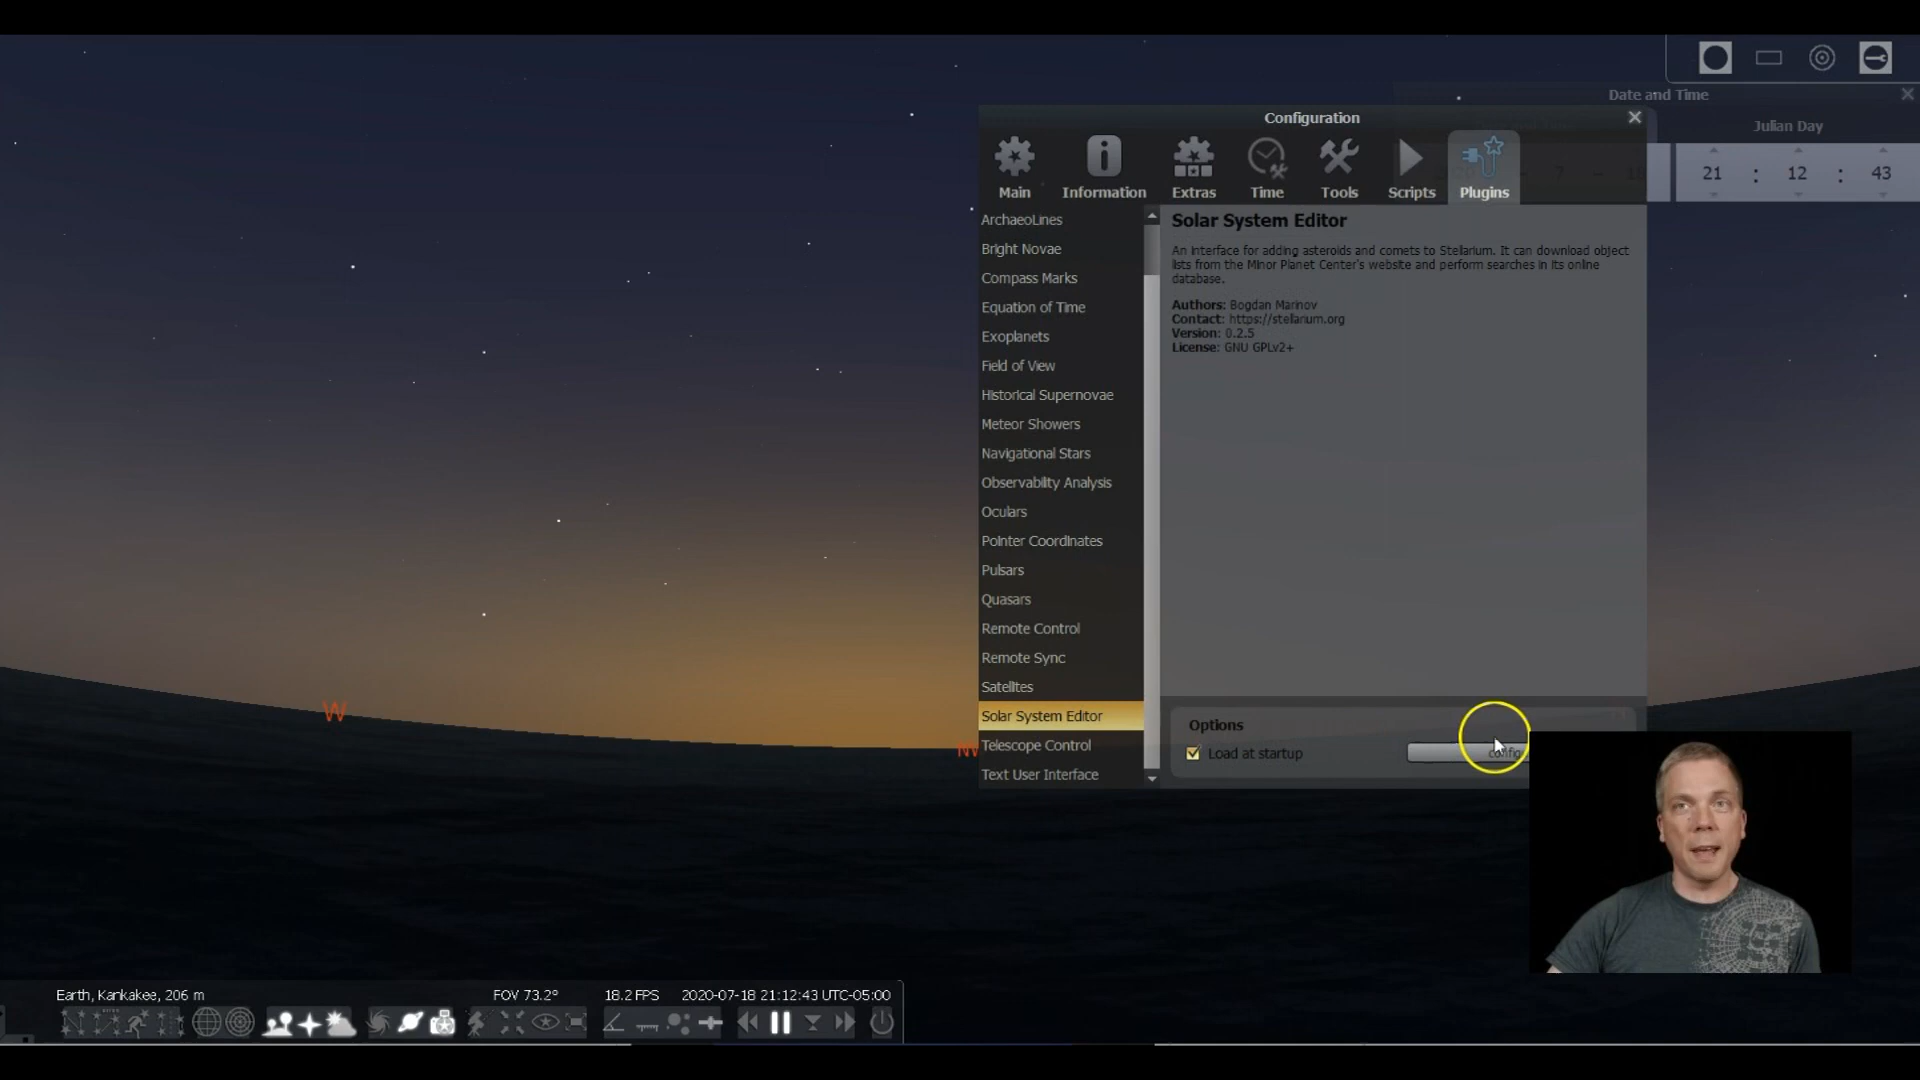 Date and Time
Configuration
Julian Day
21 : 12 : 43
Main
Information
Extras
Time
Tools
Scripts
Plugins
ArchaeoLines
Bright Novae
Compass Marks
Equation of Time
Exoplanets
Field of View
Historical Supernovae
Meteor Showers
Navigational Stars
Observability Analysis
Oculars
Pointer Coordinates
Pulsars
Quasars
Remote Control
Remote Sync
Satellites
Solar System Editor
Telescope Control
Text User Interface
Solar System Editor
An interface for adding asteroids and comets to Stellarium. It can download object
lists from the Minor Planet Center's website and perform searches in its online
database.
Authors: Bogdan Marinov
Contact: https://stellarium.org
Version: 0.2.5
License: GNU GPLv2+
Options
Load at startup
config
W
NW
Earth, Kankakee, 206 m
FOV 73.2°
18.2 FPS
2020-07-18 21:12:43 UTC-05:00